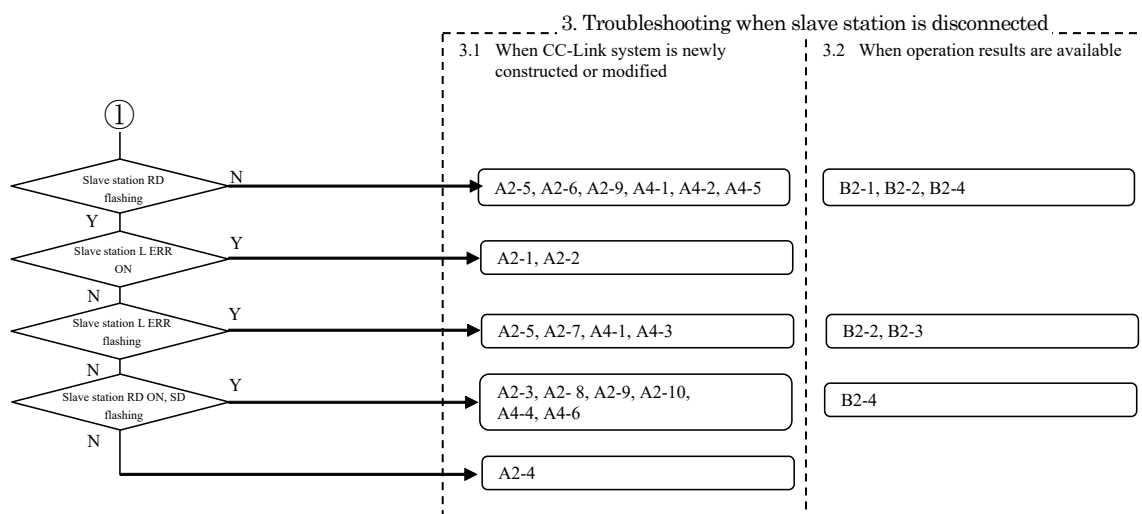 3. Troubleshooting when slave station is disconnected
3.1 When CC-Link system is newly
constructed or modified
3.2 When operation results are available
①
Slave station RD
flashing
N
A2-5, A2-6, A2-9, A4-1, A4-2, A4-5
B2-1, B2-2, B2-4
Y
Slave station L ERR
ON
Y
A2-1, A2-2
N
Slave station L ERR
flashing
Y
A2-5, A2-7, A4-1, A4-3
B2-2, B2-3
N
Slave station RD ON, SD
flashing
Y
A2-3, A2- 8, A2-9, A2-10,
A4-4, A4-6
B2-4
N
A2-4